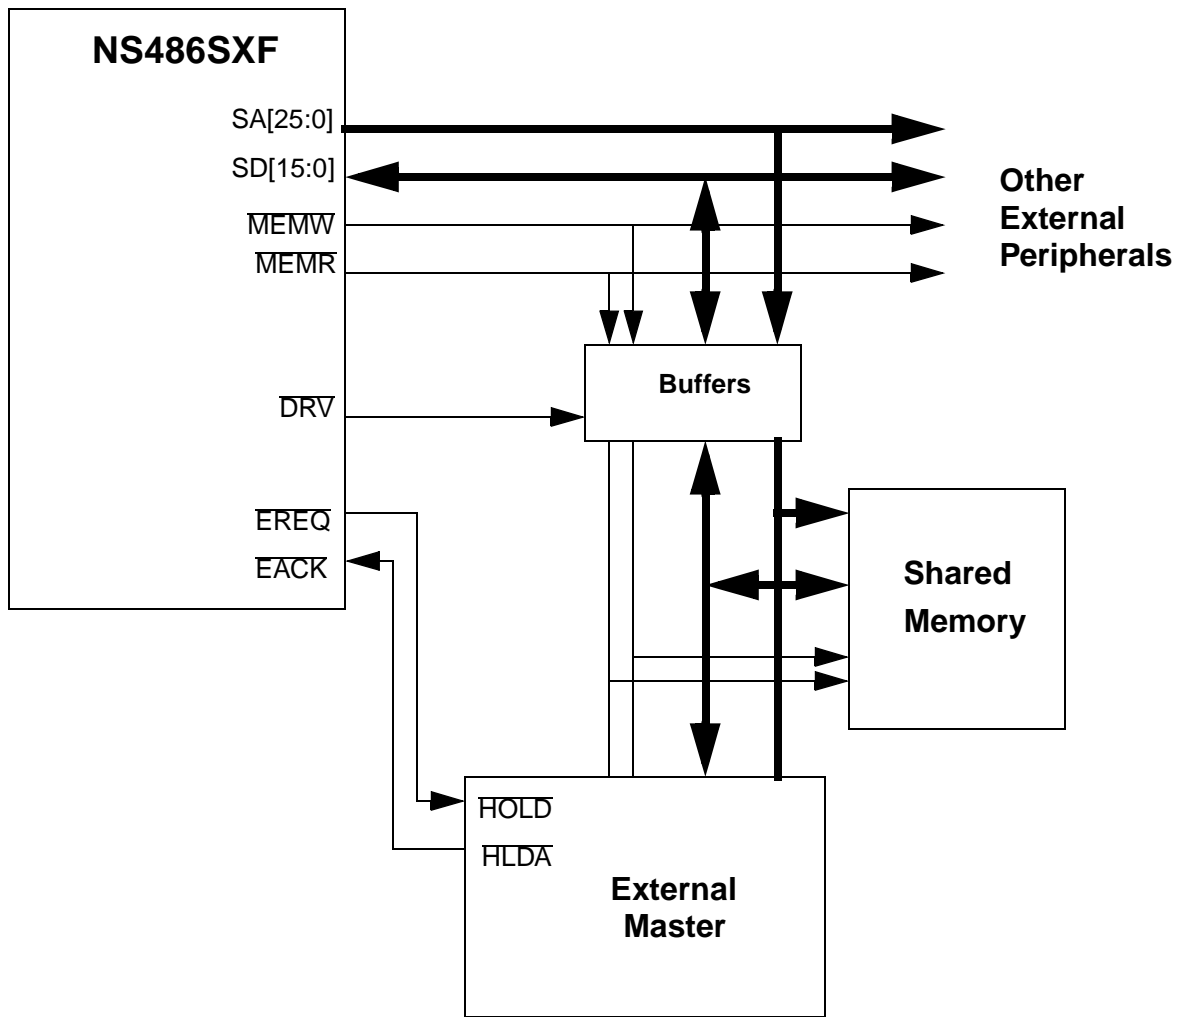 NS486SXF
SA[25:0]
SD[15:0]
MEMW
MEMR
Other
External
Peripherals
Buffers
DRV
EREQ
EACK
Shared
Memory
HOLD
HLDA
External
Master